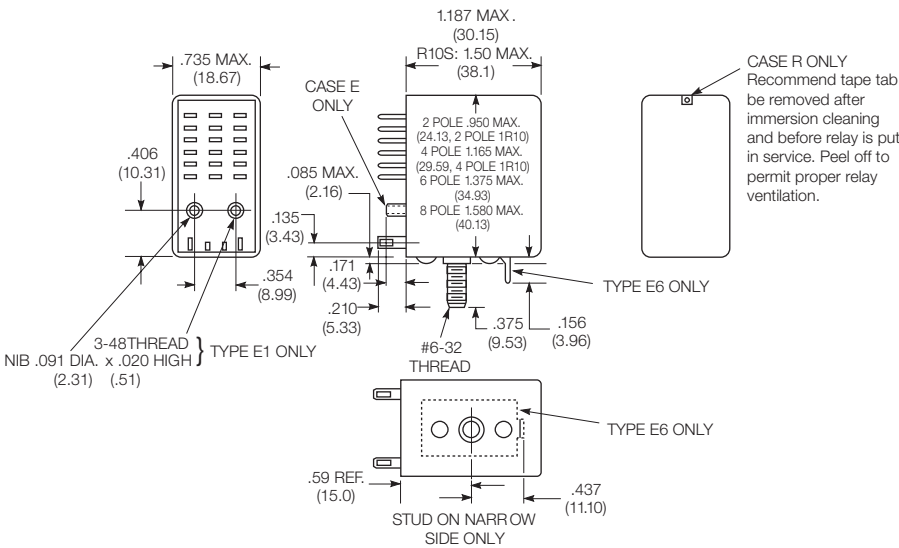 1.187 MAX.
(30.15)
R10S: 1.50 MAX.
(38.1)
.735 MAX.
(18.67)
CASE E
ONLY
CASE R ONLY
Recommend tape tab
be removed after
immersion cleaning
and before relay is put
in service. Peel off to
permit proper relay
ventilation.
2 POLE .950 MAX.
(24.13, 2 POLE 1R10)
4 POLE 1.165 MAX.
(29.59, 4 POLE 1R10)
6 POLE 1.375 MAX.
(34.93)
8 POLE 1.580 MAX.
(40.13)
.406
(10.31)
.085 MAX.
(2.16)
.135
(3.43)
.171
(4.43)
.210
(5.33)
.354
(8.99)
TYPE E6 ONLY
.375
(9.53)
.156
(3.96)
#6-32
THREAD
3-48THREAD
NIB .091 DIA. x .020 HIGH } TYPE E1 ONLY
(2.31) (.51)
TYPE E6 ONLY
.59 REF.
(15.0)
.437
(11.10)
STUD ON NARROW
SIDE ONLY